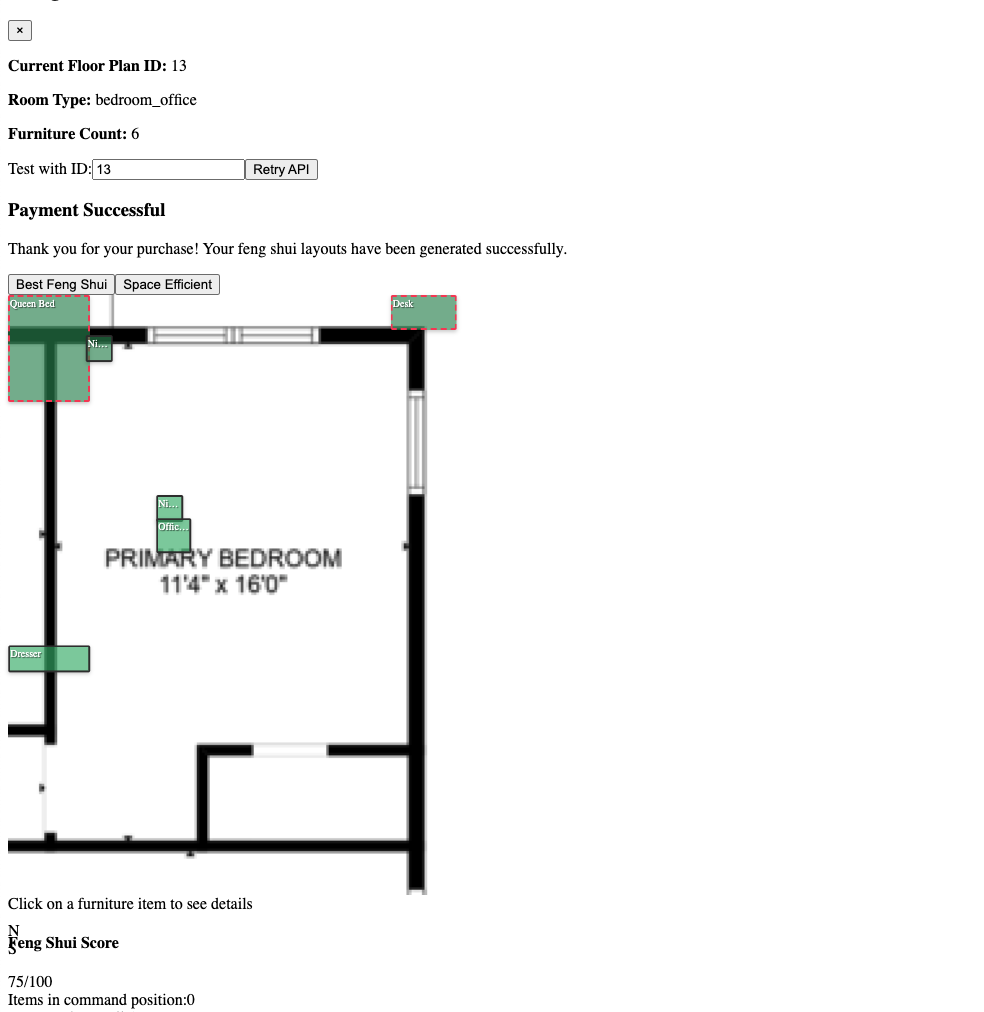 ×
Current Floor Plan ID: 13
Room Type: bedroom_office
Furniture Count: 6
Test with ID: 13 Retry API
Payment Successful
Thank you for your purchase! Your feng shui layouts have been generated successfully.
Best Feng Shui Space Efficient
Queen Bed
Desk
Ni...
Ni...
Offic...
PRIMARY BEDROOM
11'4" x 16'0"
Dresser
Click on a furniture item to see details
N
Feng Shui Score
S
75/100
Items in command position:0